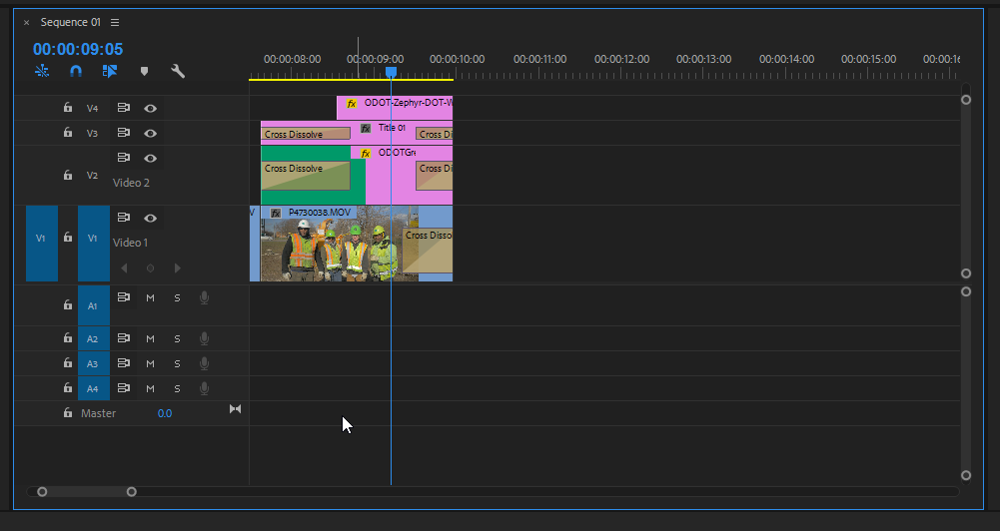 × Sequence 01 ☰
00:00:09:05
00:00:08:00 00:00:09:00 00:00:10:00 00:00:11:00 00:00:12:00 00:00:13:00 00:00:14:00 00:00:15:00 00:00:16
V4 fx ODOT-Zephyr-DOT-W
V3 Cross Dissolve fx Title 01 Cross Di
V2 Video 2 Cross Dissolve fx ODOTGre Cross Di
V1 V1 Video 1 V fx P4730038.MOV Cross Disso
A1 M S
A2 M S
A3 M S
A4 M S
Master 0.0